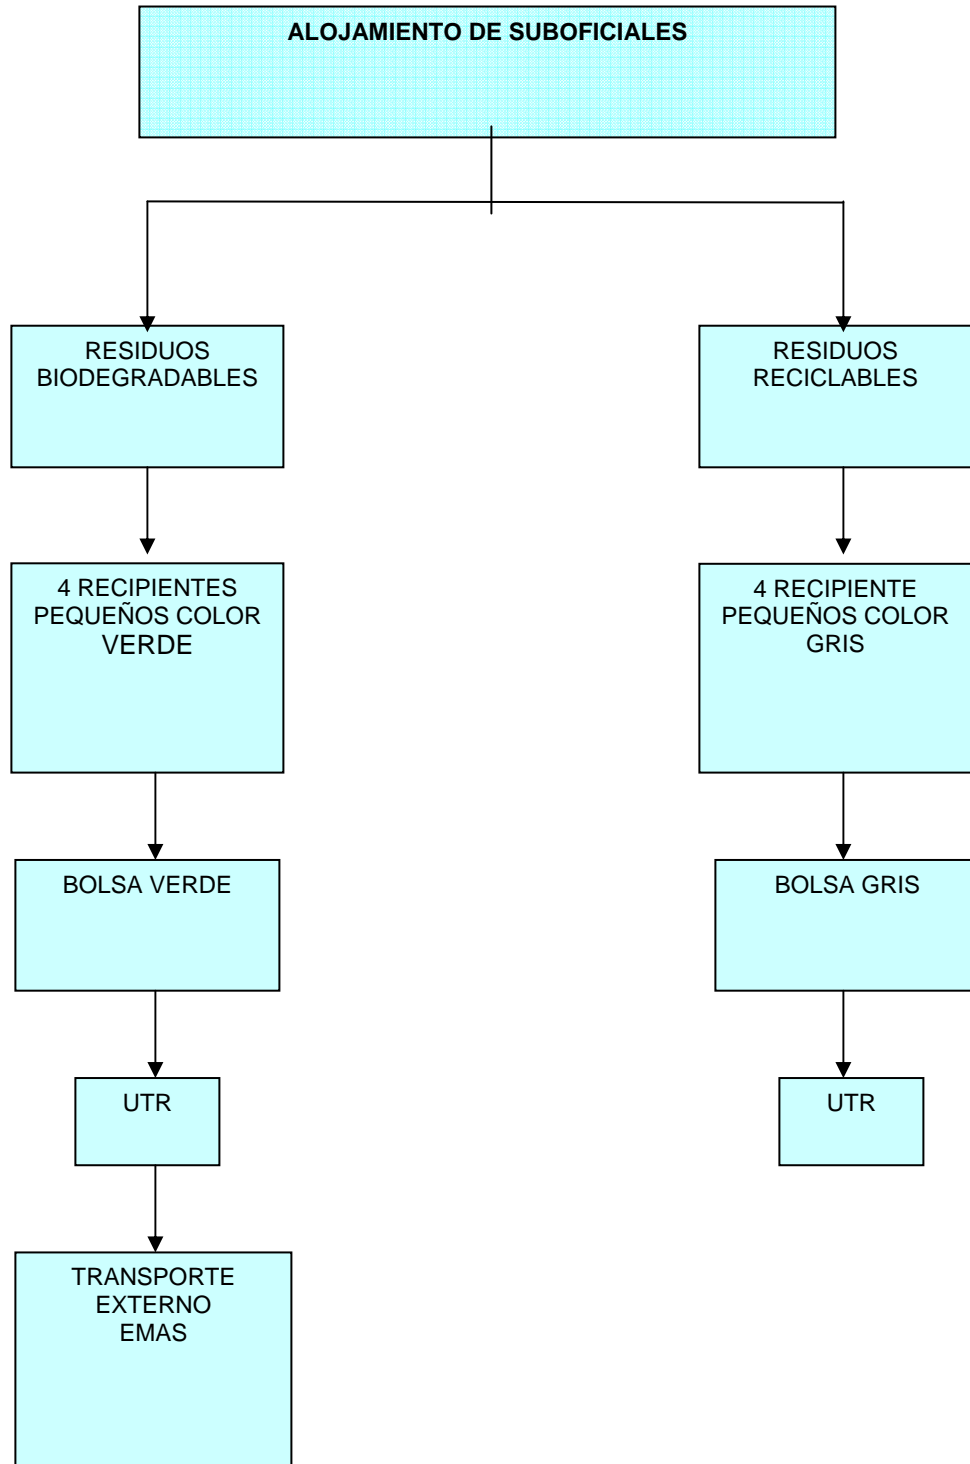 ALOJAMIENTO DE SUBOFICIALES
RESIDUOS
BIODEGRADABLES
RESIDUOS
RECICLABLES
4 RECIPIENTES
PEQUEÑOS COLOR
VERDE
4 RECIPIENTE
PEQUEÑOS COLOR
GRIS
BOLSA VERDE
BOLSA GRIS
UTR
UTR
TRANSPORTE
EXTERNO
EMAS